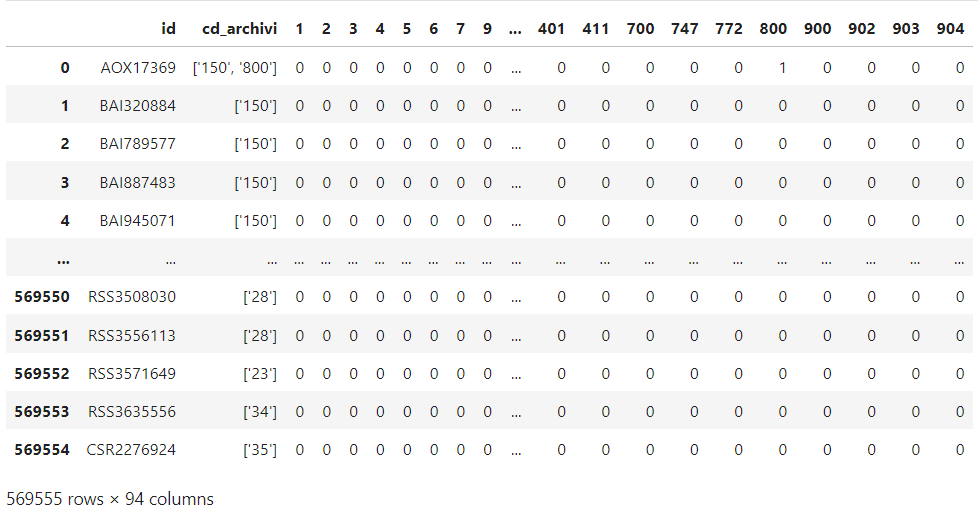 id cd_archivi 1 2 3 4 5 6 7 9 ... 401 411 700 747 772 800 900 902 903 904
0 AOX17369 ['150', '800'] 0 0 0 0 0 0 0 0 ... 0 0 0 0 0 1 0 0 0 0
1 BAI320884 ['150'] 0 0 0 0 0 0 0 0 ... 0 0 0 0 0 0 0 0 0 0
2 BAI789577 ['150'] 0 0 0 0 0 0 0 0 ... 0 0 0 0 0 0 0 0 0 0
3 BAI887483 ['150'] 0 0 0 0 0 0 0 0 ... 0 0 0 0 0 0 0 0 0 0
4 BAI945071 ['150'] 0 0 0 0 0 0 0 0 ... 0 0 0 0 0 0 0 0 0 0
... ... ... ... ... ... ... ... ... ... ... ... ... ... ... ... ... ... ... ... ... ... ...
569550 RSS3508030 ['28'] 0 0 0 0 0 0 0 0 ... 0 0 0 0 0 0 0 0 0 0
569551 RSS3556113 ['28'] 0 0 0 0 0 0 0 0 ... 0 0 0 0 0 0 0 0 0 0
569552 RSS3571649 ['23'] 0 0 0 0 0 0 0 0 ... 0 0 0 0 0 0 0 0 0 0
569553 RSS3635556 ['34'] 0 0 0 0 0 0 0 0 ... 0 0 0 0 0 0 0 0 0 0
569554 CSR2276924 ['35'] 0 0 0 0 0 0 0 0 ... 0 0 0 0 0 0 0 0 0 0
569555 rows × 94 columns